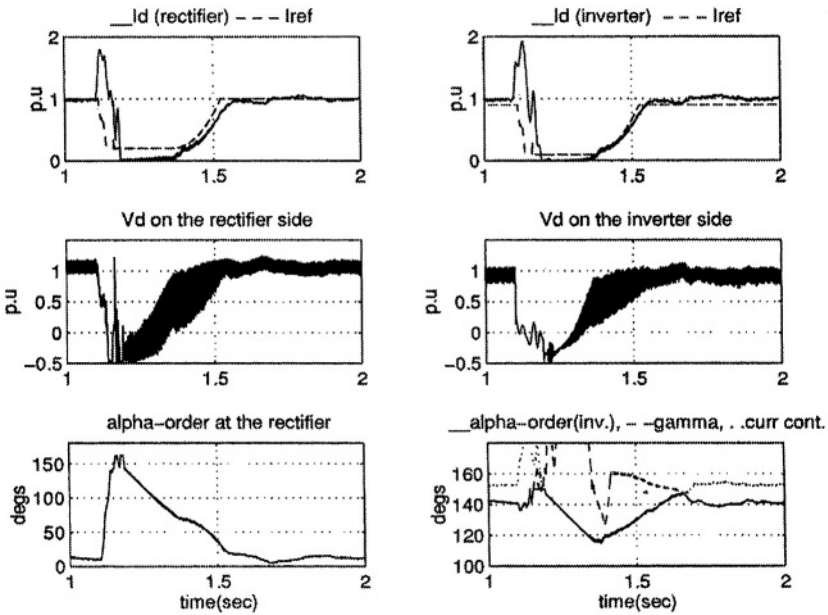 __Id (rectifier) --- Iref
__Id (inverter) --- Iref
2
1
0
p.u
1
1.5
2
2
1
0
p.u
1
1.5
2
Vd on the rectifier side
Vd on the inverter side
1
0.5
0
-0.5
p.u
1
1.5
2
1
0.5
0
-0.5
p.u
1
1.5
2
alpha-order at the rectifier
__alpha-order(inv.), - -gamma, . .curr cont.
150
100
50
0
degs
1
1.5
2
time(sec)
160
140
120
100
degs
1
1.5
2
time(sec)